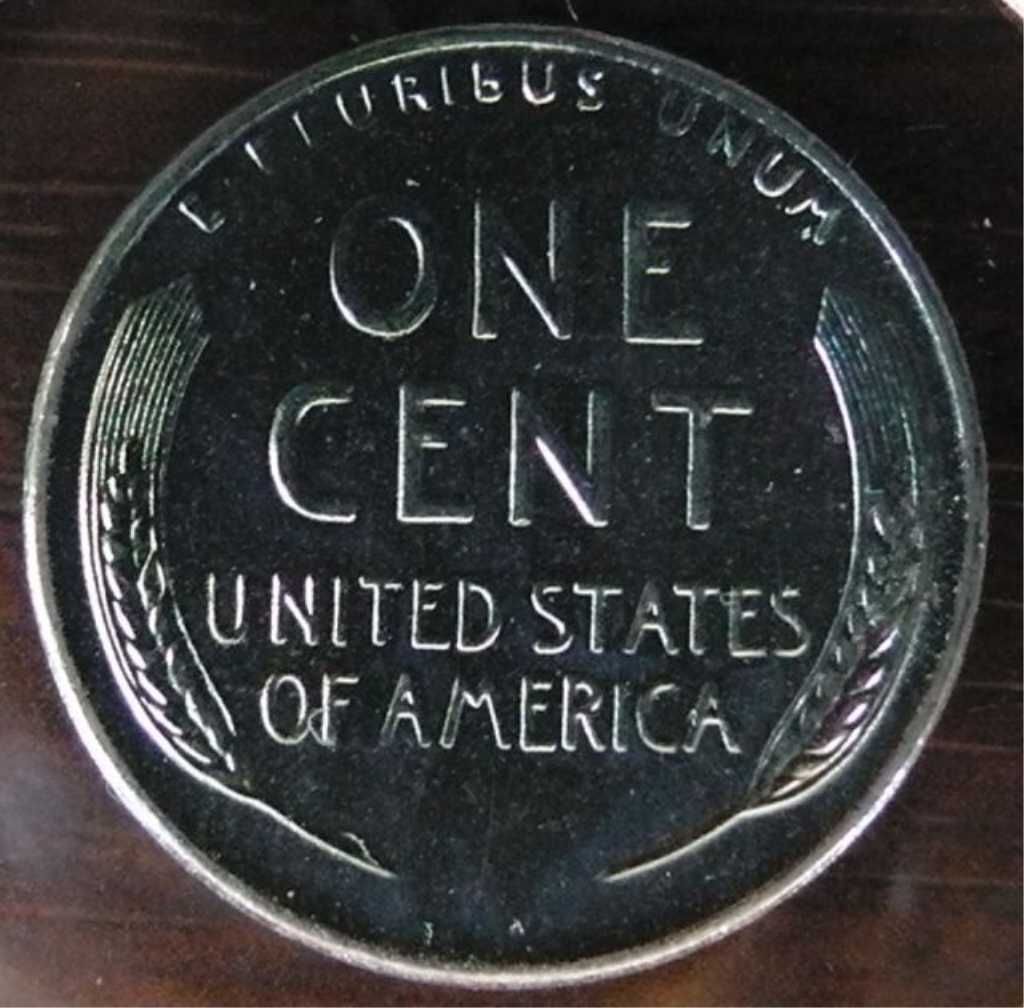 E PLURIBUS UNUM
ONE
CENT
UNITED STATES
OF AMERICA